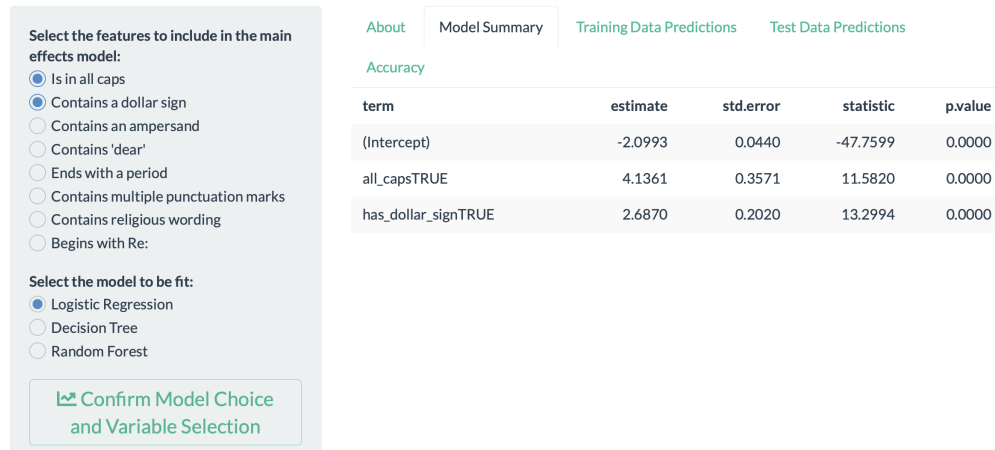 Select the features to include in the main
effects model:
Is in all caps
Contains a dollar sign
Contains an ampersand
Contains 'dear'
Ends with a period
Contains multiple punctuation marks
Contains religious wording
Begins with Re:
Select the model to be fit:
Logistic Regression
Decision Tree
Random Forest
Confirm Model Choice
and Variable Selection
About Model Summary Training Data Predictions Test Data Predictions
Accuracy
term estimate std.error statistic p.value
(Intercept) -2.0993 0.0440 -47.7599 0.0000
all_capsTRUE 4.1361 0.3571 11.5820 0.0000
has_dollar_signTRUE 2.6870 0.2020 13.2994 0.0000